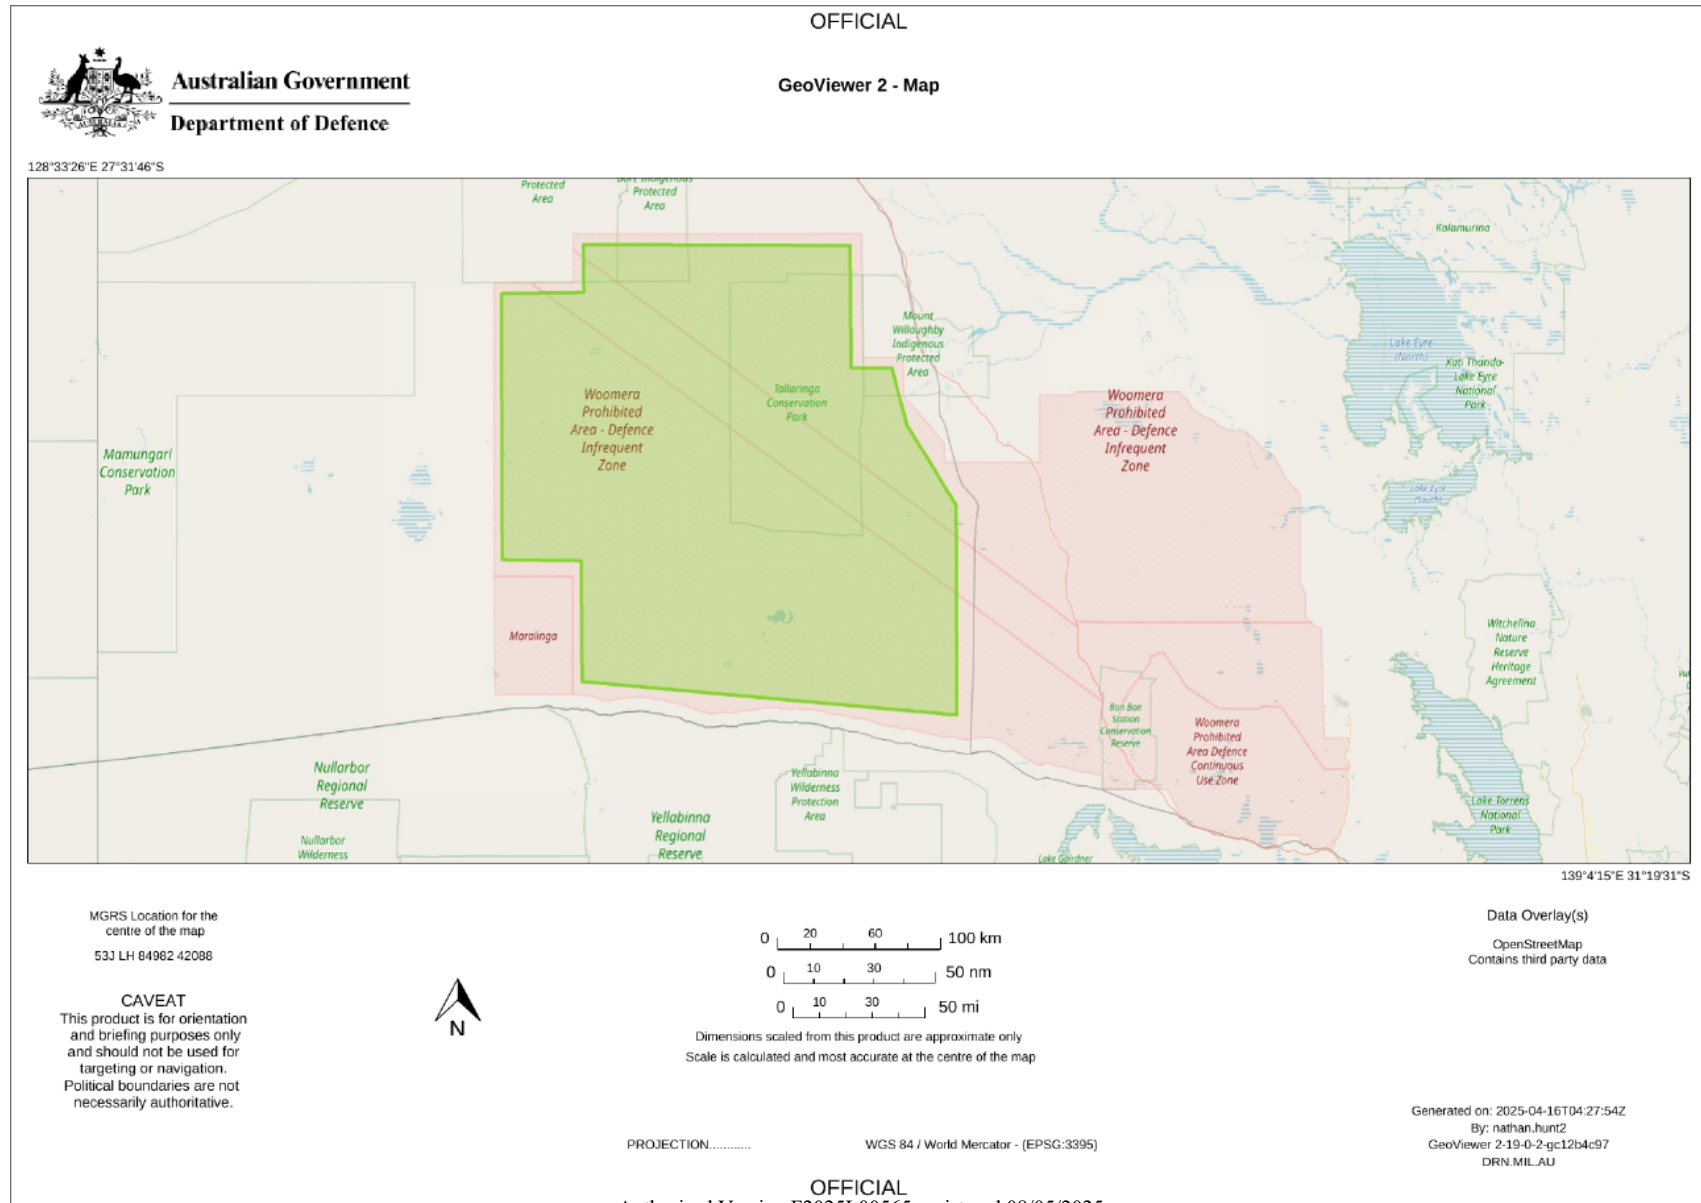 OFFICIAL
Australian Government
Department of Defence
GeoViewer 2 - Map
128°33'26"E 27°31'46"S
Protected
Area
Protected
Area
Kalamurina
Mount
Willoughby
Indigenous
Protected
Area
Lake Eyre
(North)
Kati Thanda-
Lake Eyre
National
Park
Woomera
Prohibited
Area - Defence
Infrequent
Zone
Tallaringa
Conservation
Park
Woomera
Prohibited
Area - Defence
Infrequent
Zone
Mamungari
Conservation
Park
Lake Eyre
(South)
Maralinga
Witchelina
Nature
Reserve
Heritage
Agreement
Bon Bon
Station
Conservation
Reserve
Woomera
Prohibited
Area Defence
Continuous
Use Zone
Nullarbor
Regional
Reserve
Yellabinna
Wilderness
Protection
Area
Yellabinna
Regional
Reserve
Lake Torrens
National
Park
Nullarbor
Wilderness
Lake Gairdner
139°4'15"E 31°19'31"S
MGRS Location for the
centre of the map
53J LH 84982 42088
CAVEAT
This product is for orientation
and briefing purposes only
and should not be used for
targeting or navigation.
Political boundaries are not
necessarily authoritative.
N
0 20 60 100 km
0 10 30 50 nm
0 10 30 50 mi
Dimensions scaled from this product are approximate only
Scale is calculated and most accurate at the centre of the map
Data Overlay(s)
OpenStreetMap
Contains third party data
PROJECTION............ WGS 84 / World Mercator - (EPSG:3395)
Generated on: 2025-04-16T04:27:54Z
By: nathan.hunt2
GeoViewer 2-19-0-2-gc12b4c97
DRN.MIL.AU
OFFICIAL